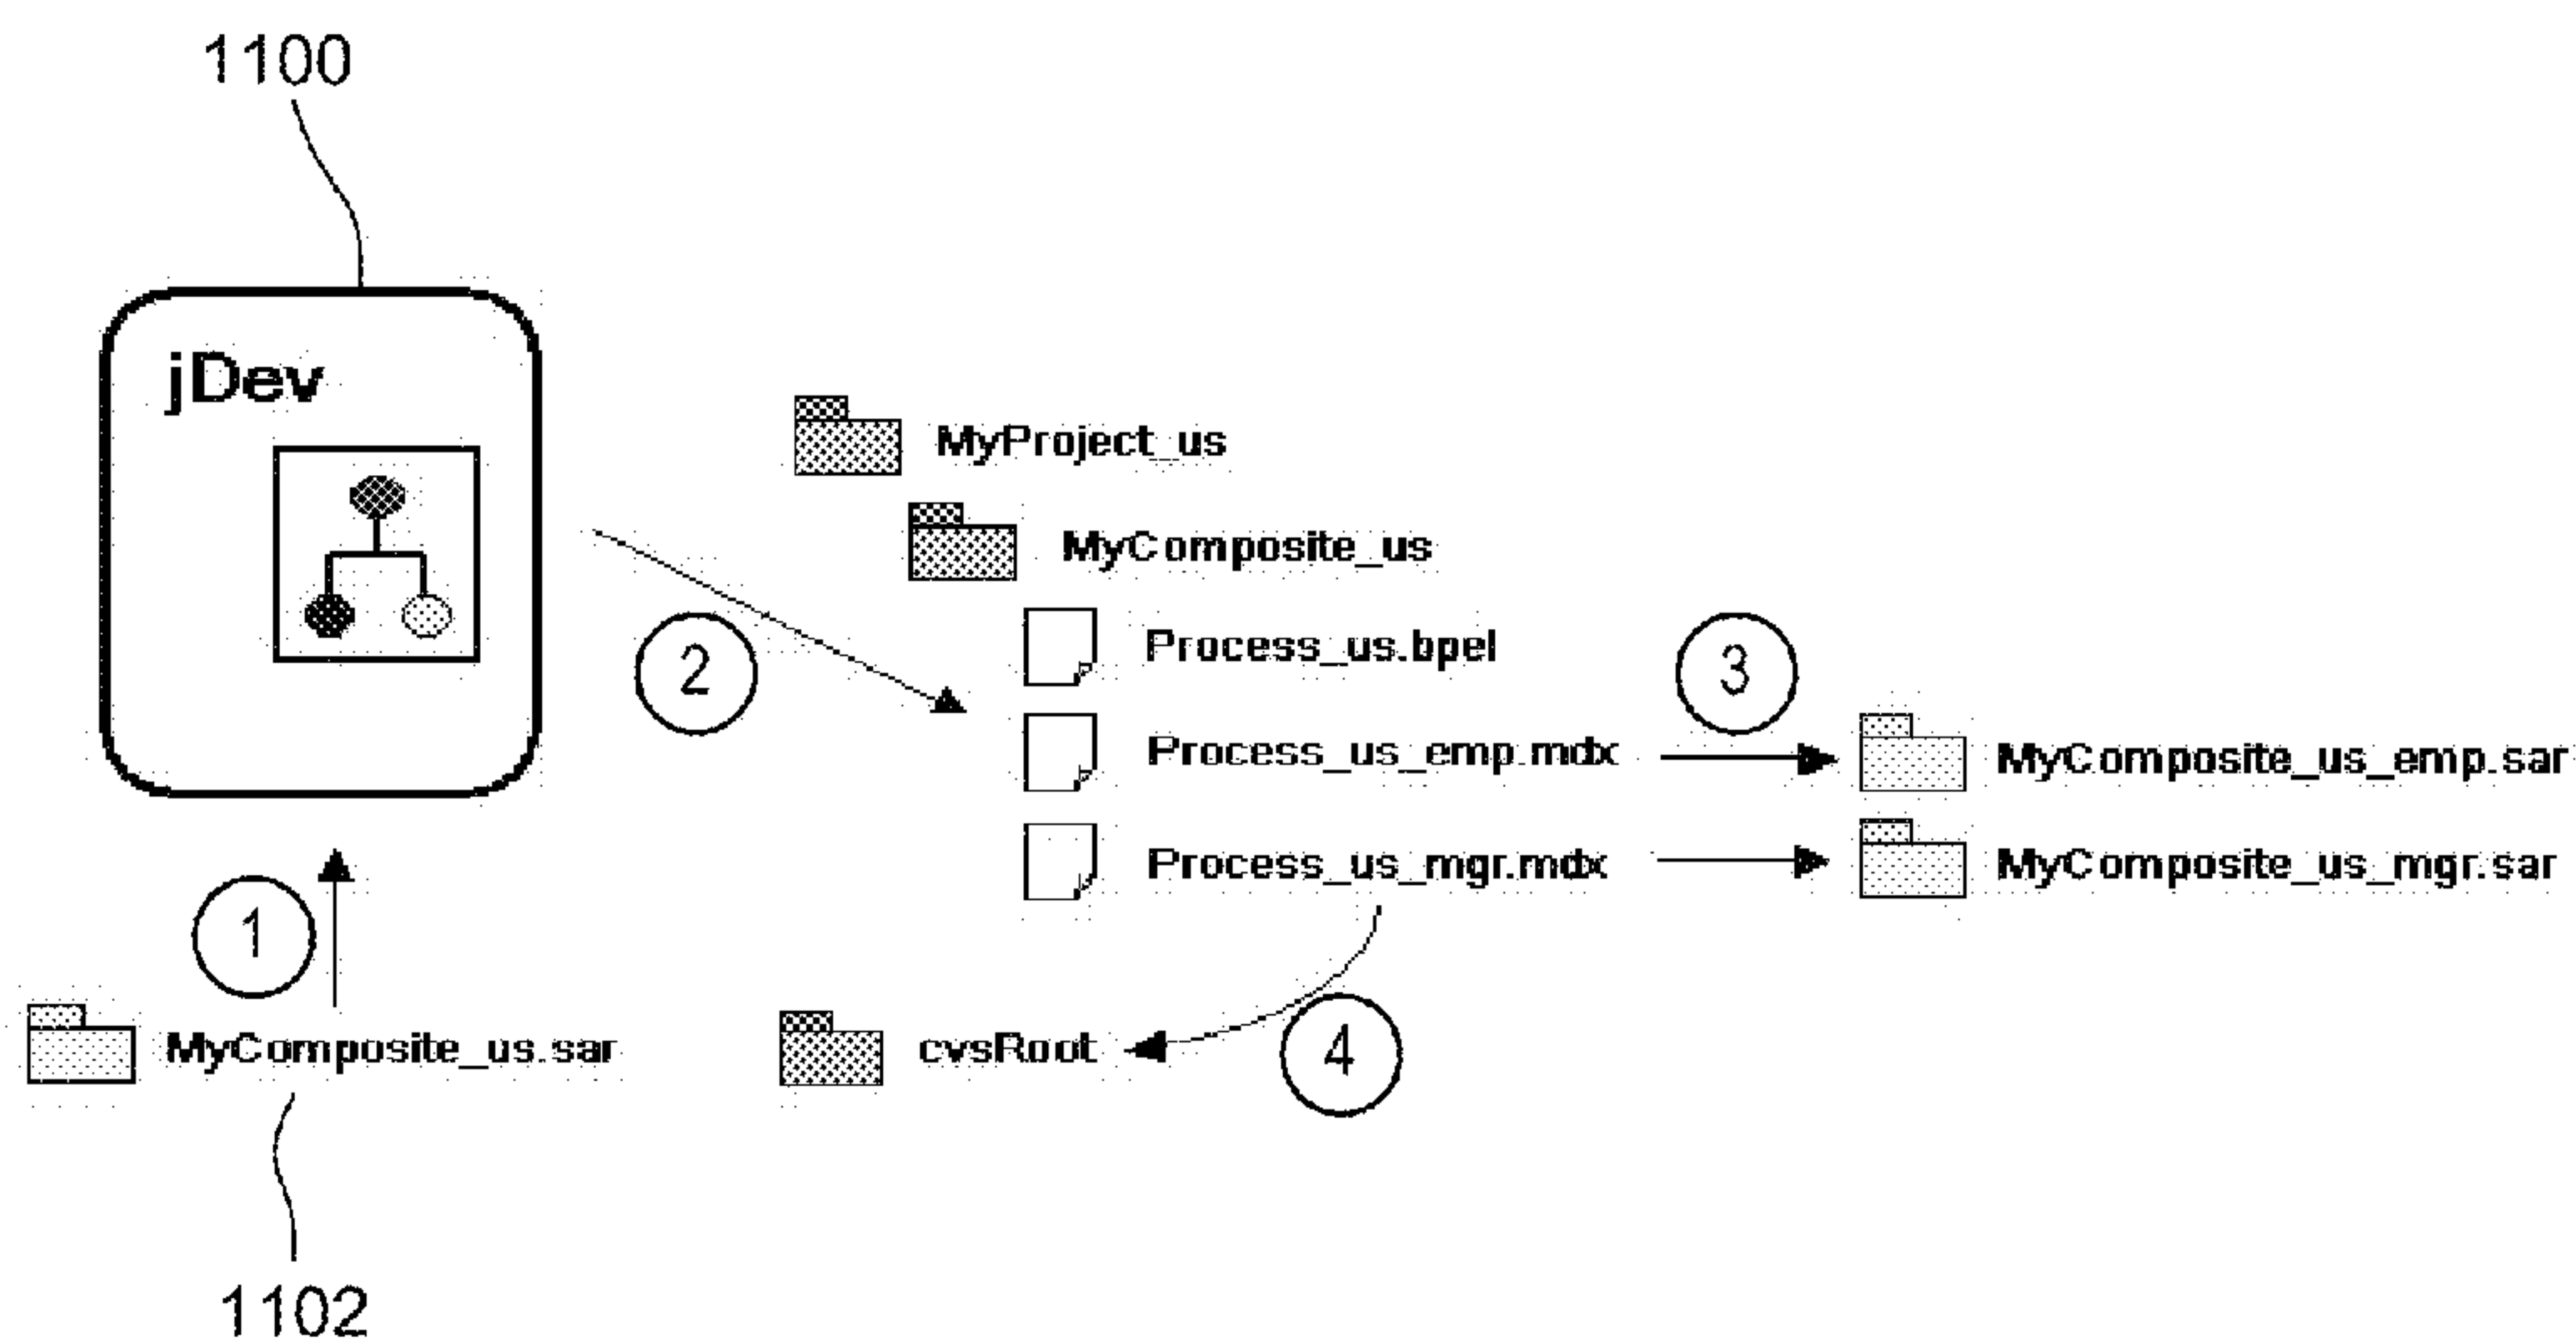 1100
jDev
MyProject_us
MyComposite_us
Process_us.bpel
2
3
Process_us_emp.mdx
MyComposite_us_emp.sar
Process_us_mgr.mdx
MyComposite_us_mgr.sar
1
MyComposite_us.sar
cvsRoot
4
1102